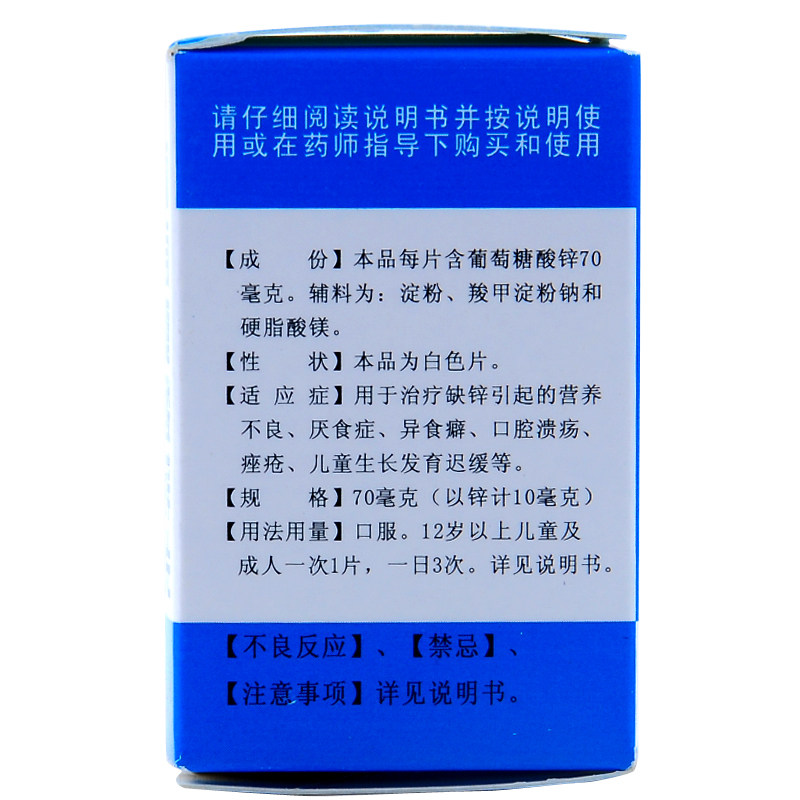 请仔细阅读说明书并按说明使
用或在药师指导下购买和使用
【成　份】本品每片含葡萄糖酸锌70
毫克。辅料为：淀粉、羧甲淀粉钠和
硬脂酸镁。
【性　状】本品为白色片。
【适 应 症】用于治疗缺锌引起的营养
不良、厌食症、异食癖、口腔溃疡、
痤疮、儿童生长发育迟缓等。
【规　格】70毫克（以锌计10毫克）
【用法用量】口服。12岁以上儿童及
成人一次1片，一日3次。详见说明书。
【不良反应】、【禁忌】、
【注意事项】详见说明书。